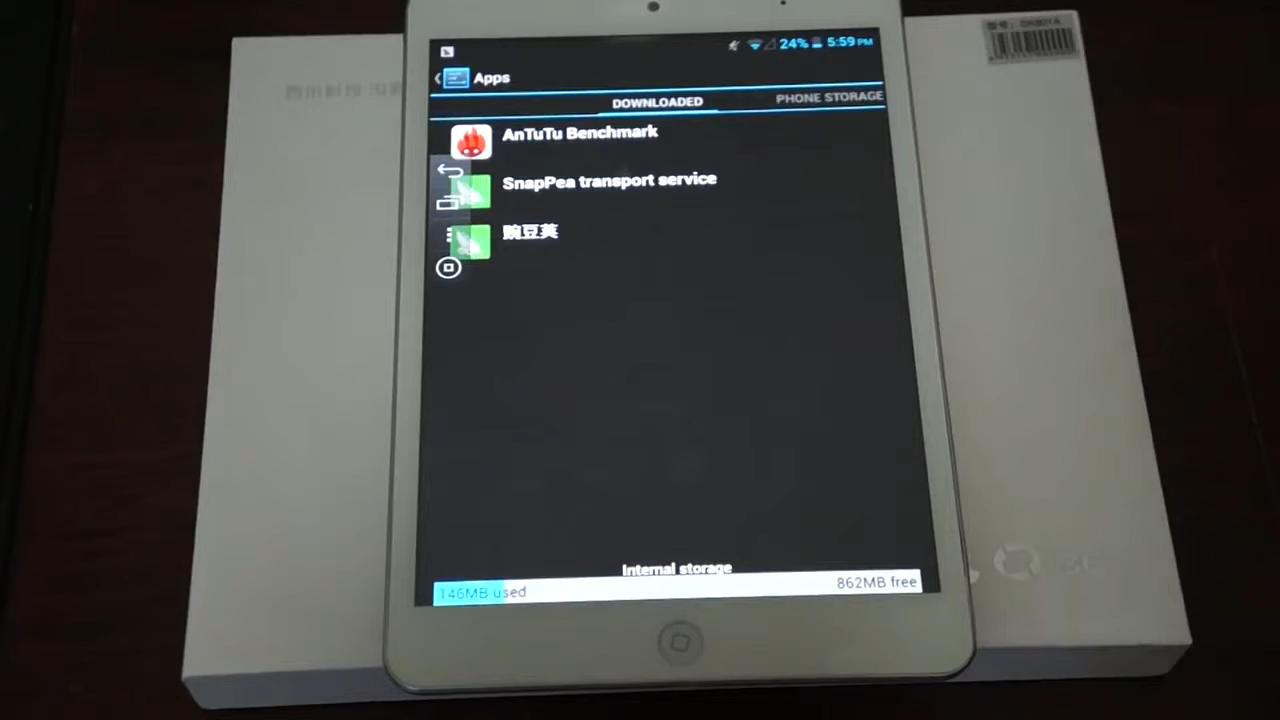 24% 5:59 PM
Apps
DOWNLOADED PHONE STORAGE
AnTuTu Benchmark
SnapPea transport service
豌豆荚
Internal storage
146MB used 862MB free